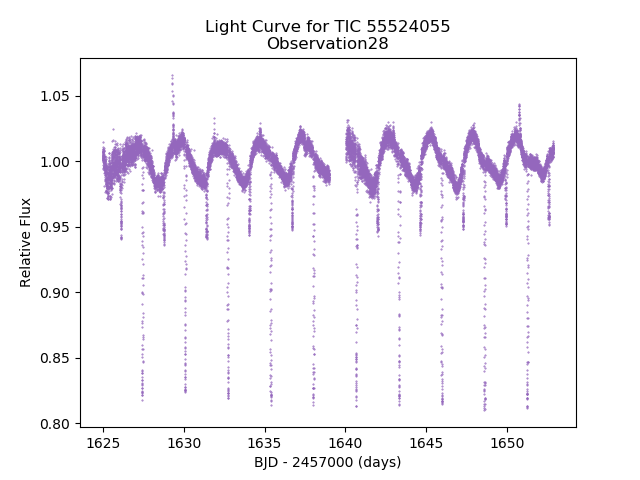 Light Curve for TIC 55524055
Observation28
Relative Flux
1.05
1.00
0.95
0.90
0.85
0.80
1625 1630 1635 1640 1645 1650
BJD - 2457000 (days)